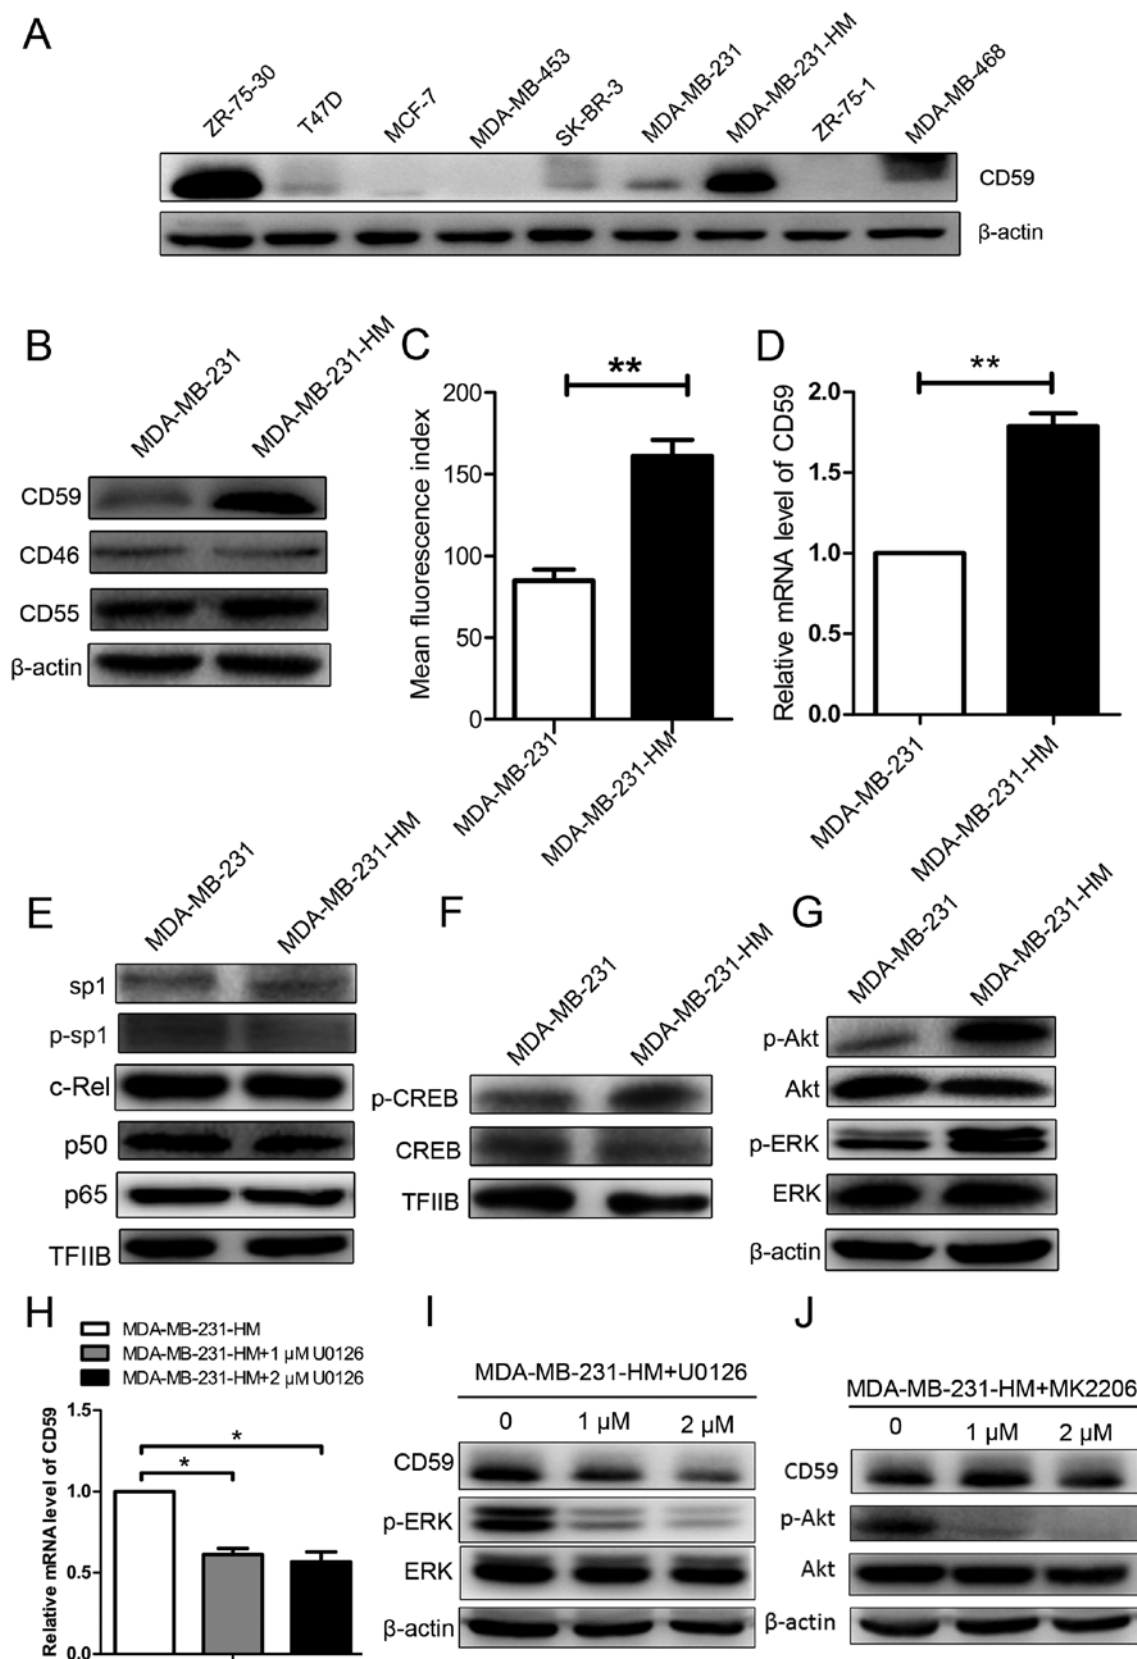 A
ZR-75-30
T47D
MCF-7
MDA-MB-453
SK-BR-3
MDA-MB-231
MDA-MB-231-HM
ZR-75-1
MDA-MB-468
CD59
β-actin
B
MDA-MB-231
MDA-MB-231-HM
CD59
CD46
CD55
β-actin
C
**
Mean fluorescence index
200
150
100
50
0
MDA-MB-231
MDA-MB-231-HM
D
**
Relative mRNA level of CD59
2.0
1.5
1.0
0.5
0.0
MDA-MB-231
MDA-MB-231-HM
E
MDA-MB-231
MDA-MB-231-HM
sp1
p-sp1
c-Rel
p50
p65
TFIIB
F
MDA-MB-231
MDA-MB-231-HM
p-CREB
CREB
TFIIB
G
MDA-MB-231
MDA-MB-231-HM
p-Akt
Akt
p-ERK
ERK
β-actin
H
MDA-MB-231-HM
MDA-MB-231-HM+1 μM U0126
MDA-MB-231-HM+2 μM U0126
Relative mRNA level of CD59
1.5
1.0
0.5
0.0
*
*
I
MDA-MB-231-HM+U0126
0 1 μM 2 μM
CD59
p-ERK
ERK
β-actin
J
MDA-MB-231-HM+MK2206
0 1 μM 2 μM
CD59
p-Akt
Akt
β-actin